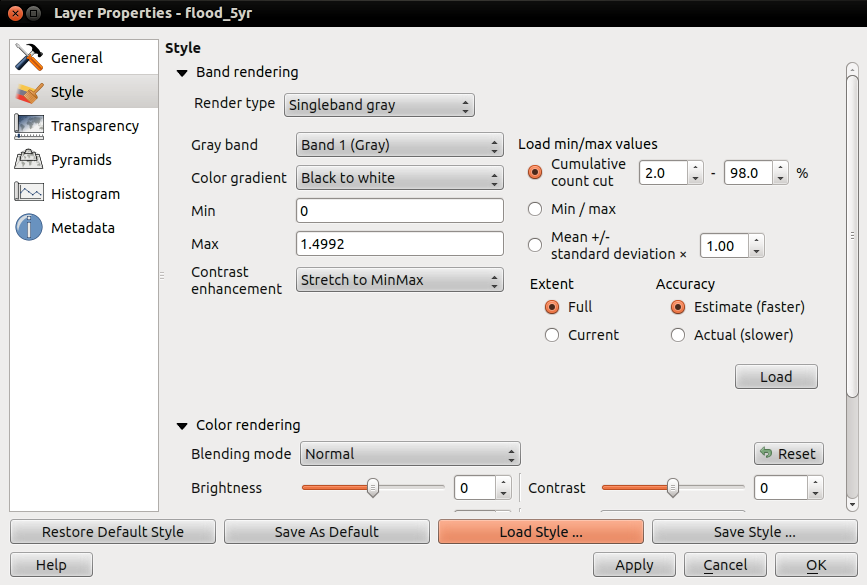 Layer Properties - flood_5yr
General
Style
Transparency
Pyramids
Histogram
Metadata
Style
Band rendering
Render type Singleband gray
Gray band Band 1 (Gray)
Color gradient Black to white
Min 0
Max 1.4992
Contrast
enhancement Stretch to MinMax
Load min/max values
Cumulative
count cut 2.0 - 98.0 %
Min / max
Mean +/-
standard deviation × 1.00
Extent
Full
Current
Accuracy
Estimate (faster)
Actual (slower)
Load
Color rendering
Blending mode Normal Reset
Brightness 0 Contrast 0
Restore Default Style Save As Default Load Style ... Save Style ...
Help Apply Cancel OK